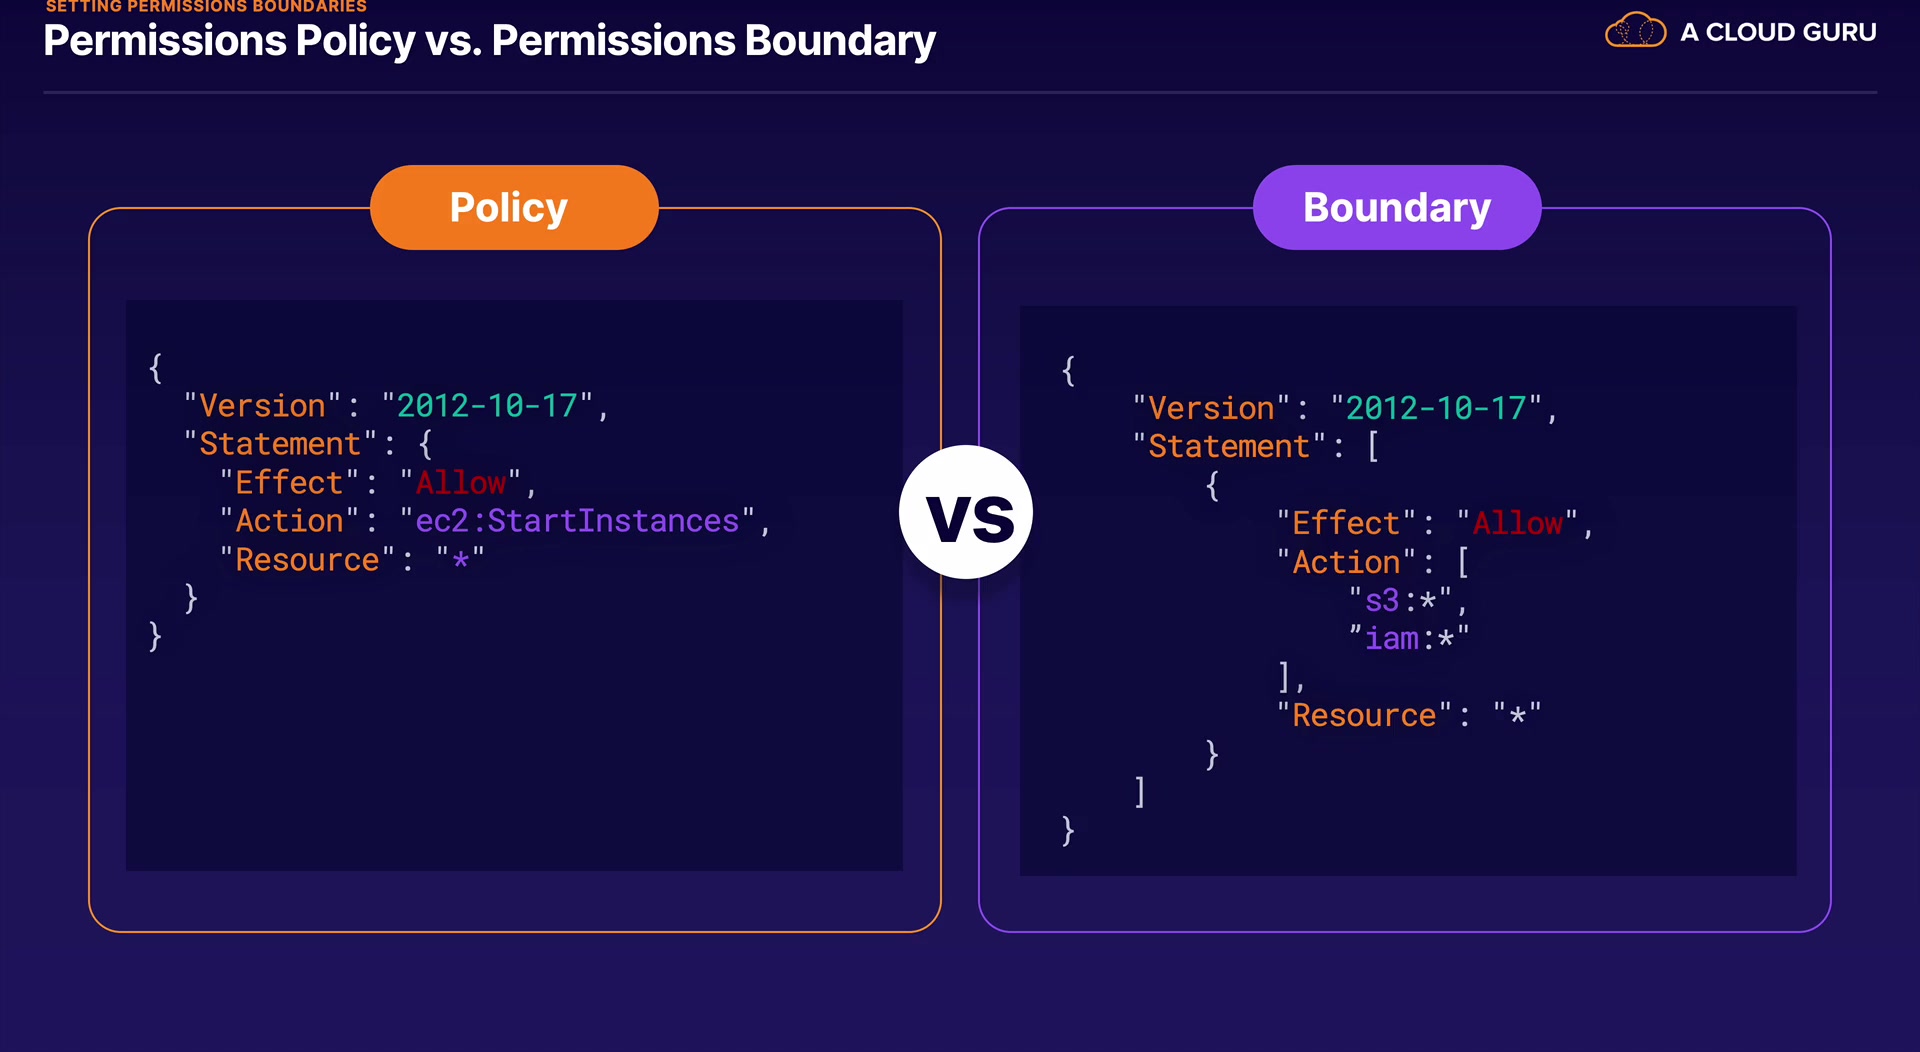 SETTING PERMISSIONS BOUNDARIES
Permissions Policy vs. Permissions Boundary
A CLOUD GURU
Policy
{
"Version": "2012-10-17",
"Statement": {
"Effect": "Allow",
"Action": "ec2:StartInstances",
"Resource": "*"
}
}
VS
Boundary
{
"Version": "2012-10-17",
"Statement": [
{
"Effect": "Allow",
"Action": [
"s3:*",
”iam:*"
],
"Resource": "*"
}
]
}